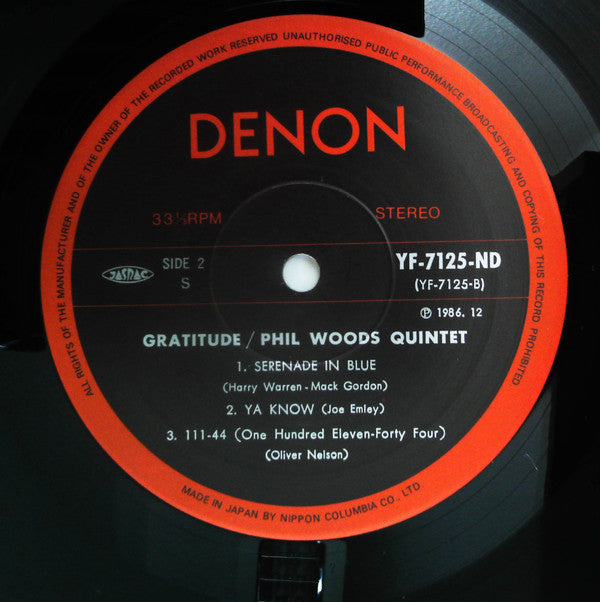 ALL RIGHTS OF THE MANUFACTURER AND OF THE OWNER OF THE RECORDED WORK RESERVED UNAUTHORISED PUBLIC PERFORMANCE BROADCASTING AND COPYING OF THIS RECORD PROHIBITED
DENON
33⅓RPM STEREO
JASRAC SIDE 2 YF-7125-ND
S (YF-7125-B)
Ⓟ 1986. 12
GRATITUDE / PHIL WOODS QUINTET
1. SERENADE IN BLUE
(Harry Warren - Mack Gordon)
2. YA KNOW (Joe Emley)
3. 111-44 (One Hundred Eleven-Forty Four)
(Oliver Nelson)
MADE IN JAPAN BY NIPPON COLUMBIA CO., LTD